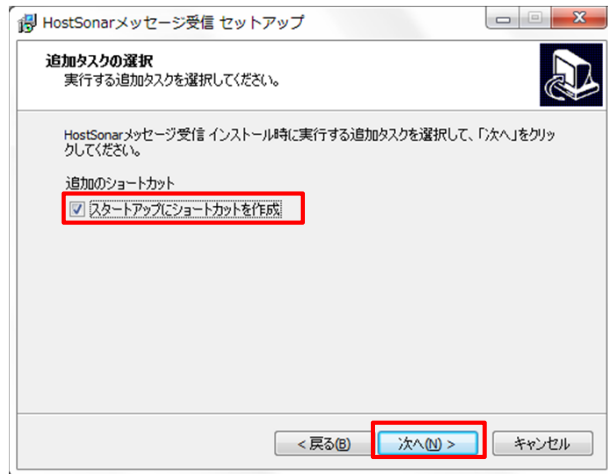 HostSonarメッセージ受信 セットアップ
追加タスクの選択
実行する追加タスクを選択してください。
HostSonarメッセージ受信 インストール時に実行する追加タスクを選択して、「次へ」をクリッ
クしてください。
追加のショートカット
スタートアップにショートカットを作成
< 戻る(B)
次へ(N) >
キャンセル